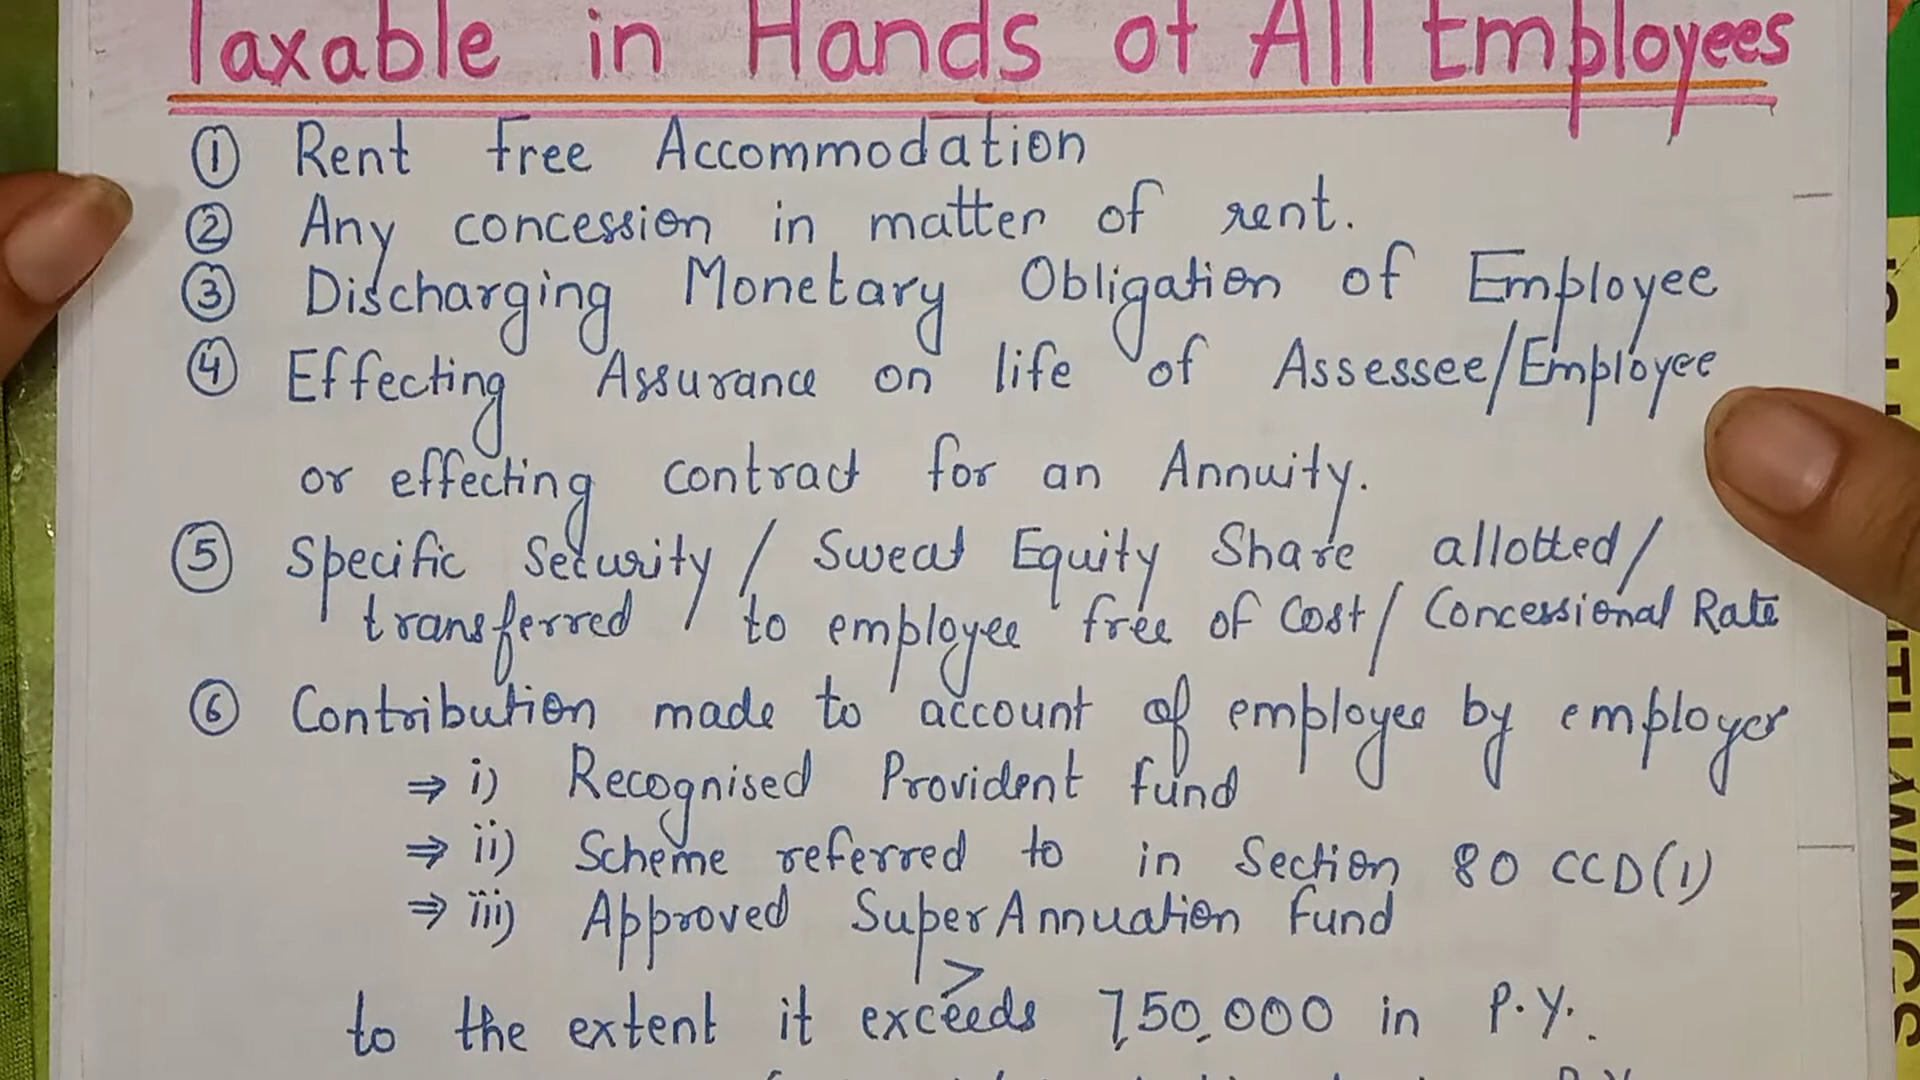 Taxable in Hands of All Employees
① Rent free Accommodation
② Any concession in matter of rent.
③ Discharging Monetary Obligation of Employee
④ Effecting Assurance on life of Assessee/Employee
or effecting contract for an Annuity.
⑤ Specific Security / Sweat Equity Share allotted/
transferred to employee free of Cost/ Concessional Rate
⑥ Contribution made to account of employee by employer
⇒ i) Recognised Provident fund
⇒ ii) Scheme referred to in Section 80 CCD(1)
⇒ iii) Approved SuperAnnuation fund
>
to the extent it exceeds 7,50,000 in P.Y.